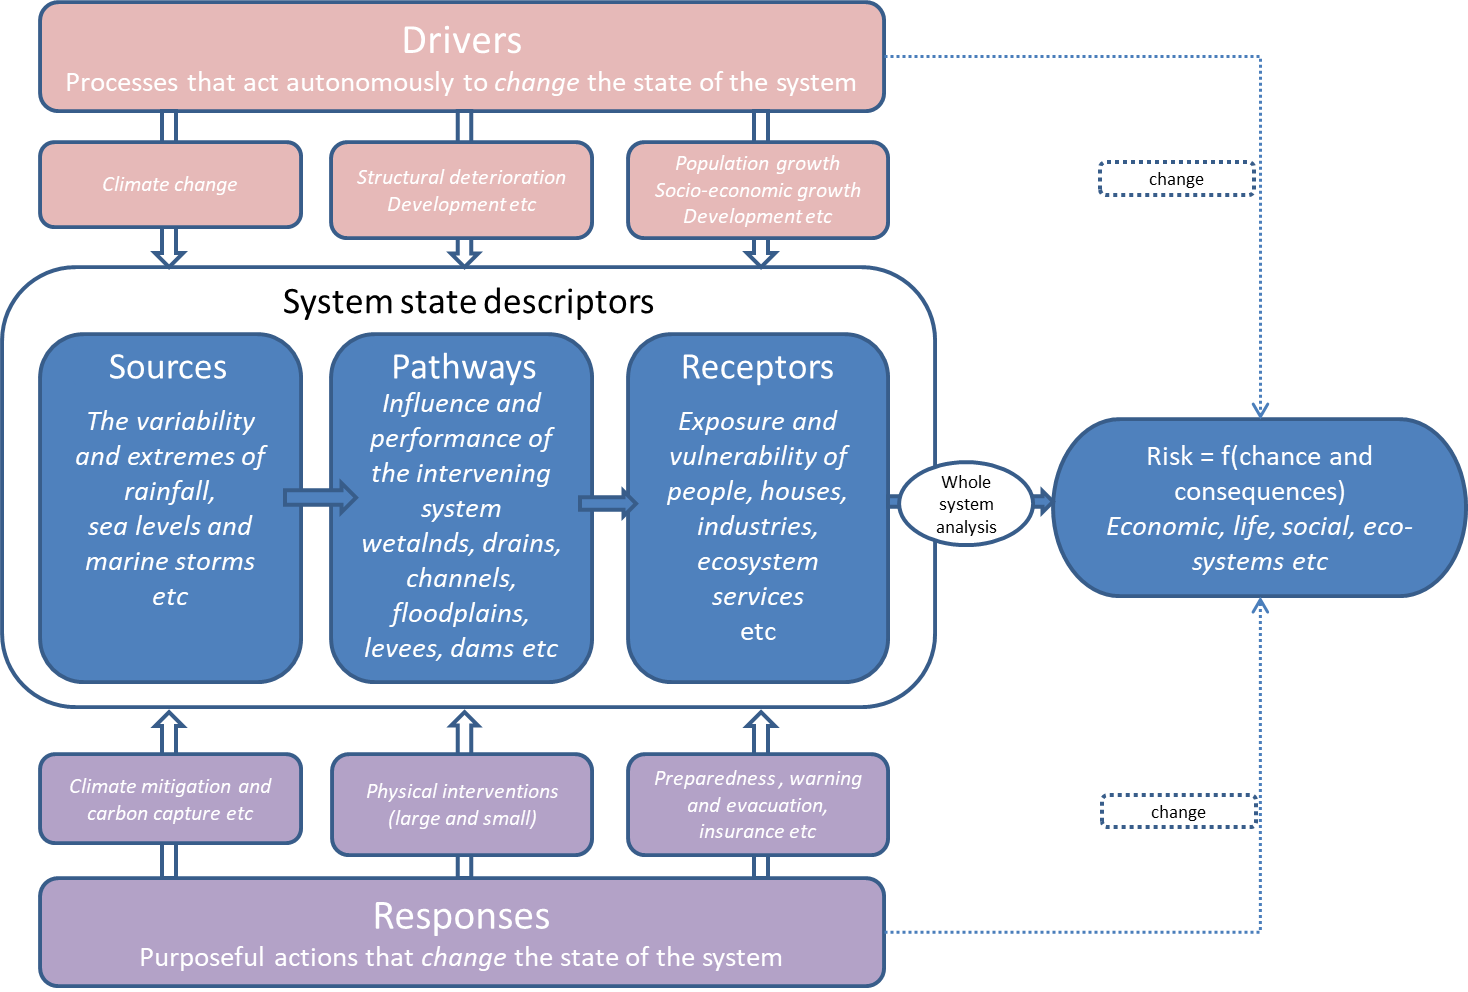 Drivers
Processes that act autonomously to change the state of the system
Climate change
Structural deterioration
Development etc
Population growth
Socio-economic growth
Development etc
change
System state descriptors
Sources
The variability
and extremes of
rainfall,
sea levels and
marine storms
etc
Pathways
Influence and
performance of
the intervening
system
wetalnds, drains,
channels,
floodplains,
levees, dams etc
Receptors
Exposure and
vulnerability of
people, houses,
industries,
ecosystem
services
etc
Whole
system
analysis
Risk = f(chance and
consequences)
Economic, life, social, eco-
systems etc
Climate mitigation and
carbon capture etc
Physical interventions
(large and small)
Preparedness , warning
and evacuation,
insurance etc
change
Responses
Purposeful actions that change the state of the system